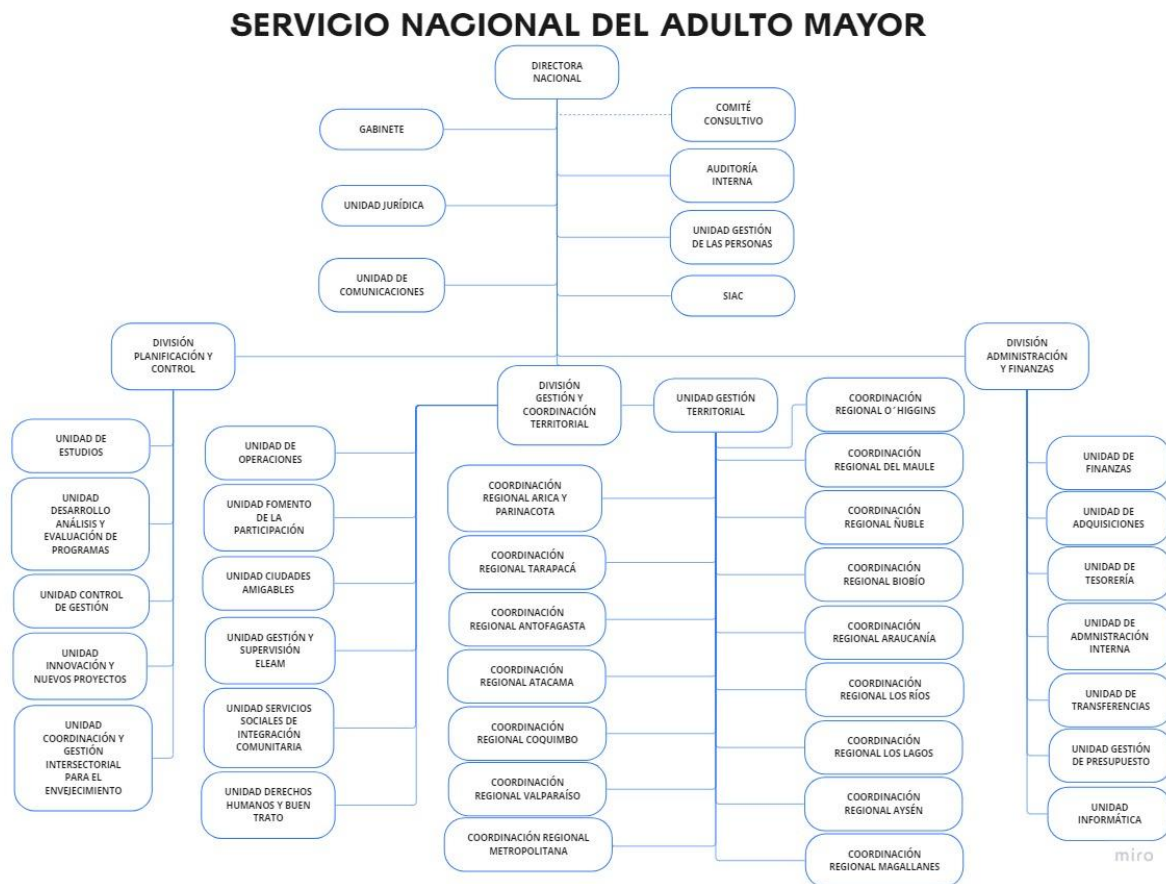 SERVICIO NACIONAL DEL ADULTO MAYOR
DIRECTORA
NACIONAL
GABINETE
COMITÉ
CONSULTIVO
AUDITORÍA
INTERNA
UNIDAD JURÍDICA
UNIDAD GESTIÓN
DE LAS PERSONAS
UNIDAD DE
COMUNICACIONES
SIAC
DIVISIÓN
PLANIFICACIÓN Y
CONTROL
DIVISIÓN
GESTIÓN Y
COORDINACIÓN
TERRITORIAL
UNIDAD GESTIÓN
TERRITORIAL
DIVISIÓN
ADMINISTRACIÓN
Y FINANZAS
UNIDAD DE
ESTUDIOS
UNIDAD
DESARROLLO
ANÁLISIS Y
EVALUACIÓN DE
PROGRAMAS
UNIDAD CONTROL
DE GESTIÓN
UNIDAD
INNOVACIÓN Y
NUEVOS PROYECTOS
UNIDAD
COORDINACIÓN Y
GESTIÓN
INTERSECTORIAL
PARA EL
ENVEJECIMIENTO
UNIDAD DE
OPERACIONES
UNIDAD FOMENTO
DE LA
PARTICIPACIÓN
UNIDAD CIUDADES
AMIGABLES
UNIDAD GESTIÓN Y
SUPERVISIÓN
ELEAM
UNIDAD SERVICIOS
SOCIALES DE
INTEGRACIÓN
COMUNITARIA
UNIDAD DERECHOS
HUMANOS Y BUEN
TRATO
COORDINACIÓN
REGIONAL ARICA Y
PARINACOTA
COORDINACIÓN
REGIONAL TARAPACÁ
COORDINACIÓN
REGIONAL ANTOFAGASTA
COORDINACIÓN
REGIONAL ATACAMA
COORDINACIÓN
REGIONAL COQUIMBO
COORDINACIÓN
REGIONAL VALPARAÍSO
COORDINACIÓN REGIONAL
METROPOLITANA
COORDINACIÓN
REGIONAL O´HIGGINS
COORDINACIÓN
REGIONAL DEL MAULE
COORDINACIÓN
REGIONAL ÑUBLE
COORDINACIÓN
REGIONAL BIOBÍO
COORDINACIÓN
REGIONAL ARAUCANÍA
COORDINACIÓN
REGIONAL LOS RÍOS
COORDINACIÓN
REGIONAL LOS LAGOS
COORDINACIÓN
REGIONAL AYSÉN
COORDINACIÓN
REGIONAL MAGALLANES
UNIDAD DE
FINANZAS
UNIDAD DE
ADQUISICIONES
UNIDAD DE
TESORERÍA
UNIDAD DE
ADMNISTRACIÓN
INTERNA
UNIDAD DE
TRANSFERENCIAS
UNIDAD GESTIÓN
DE PRESUPUESTO
UNIDAD
INFORMÁTICA
miro